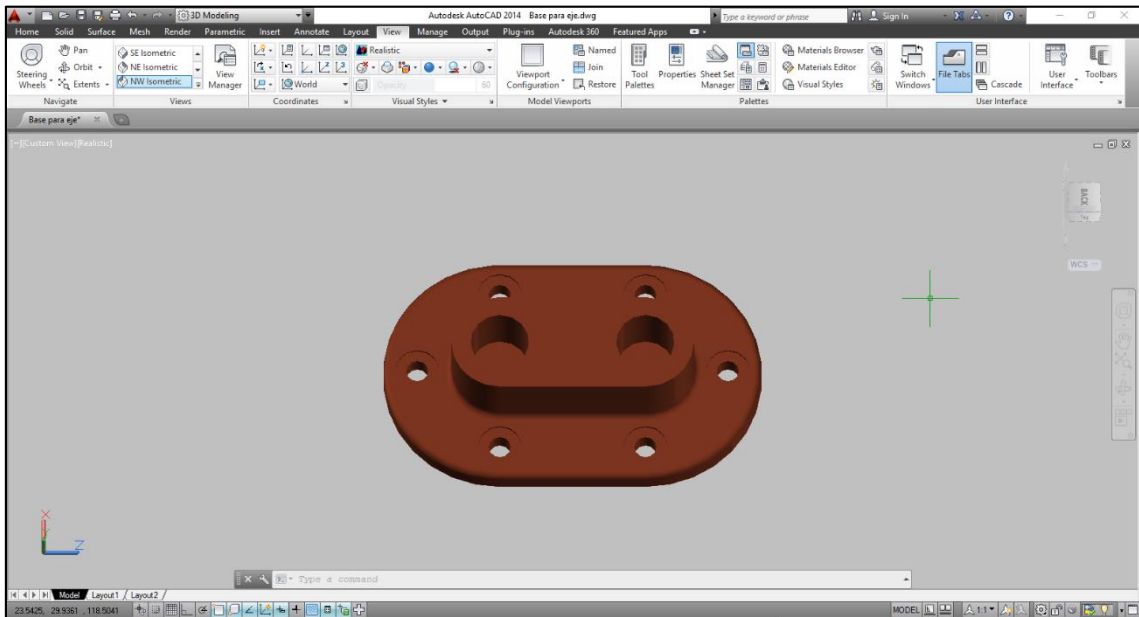 3D Modeling Autodesk AutoCAD 2014 Base para eje.dwg Type a keyword or phrase Sign In
Home Solid Surface Mesh Render Parametric Insert Annotate Layout View Manage Output Plug-ins Autodesk 360 Featured Apps
Steering Wheels
Pan
Orbit
Extents
SE Isometric
NE Isometric
NW Isometric
View Manager
World
Realistic
Opacity 60
Viewport Configuration
Named
Join
Restore
Tool Palettes
Properties
Sheet Set Manager
Materials Browser
Materials Editor
Visual Styles
Switch Windows
File Tabs
Cascade
User Interface
Toolbars
Navigate Views Coordinates Visual Styles Model Viewports Palettes User Interface
Base para eje*
[−][Custom View][Realistic]
BACK
WCS
X
Z
Type a command
Model Layout1 Layout2
23.5425, 29.9361 , 118.5041 MODEL 1:1